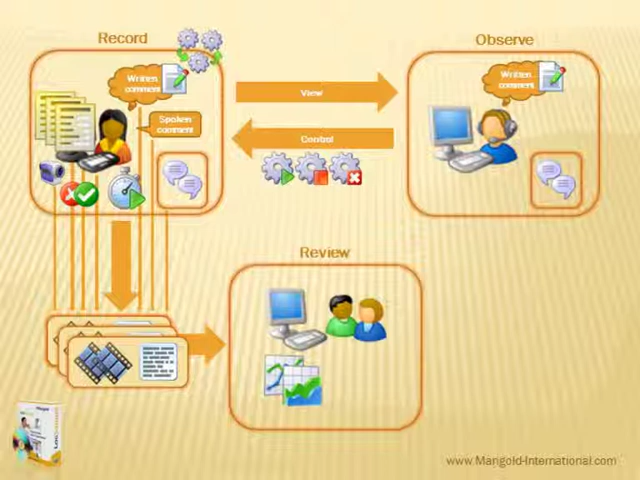 Record
Observe
Written
comment
Written
comment
View
Spoken
comment
Control
Review
www.Mangold-International.com